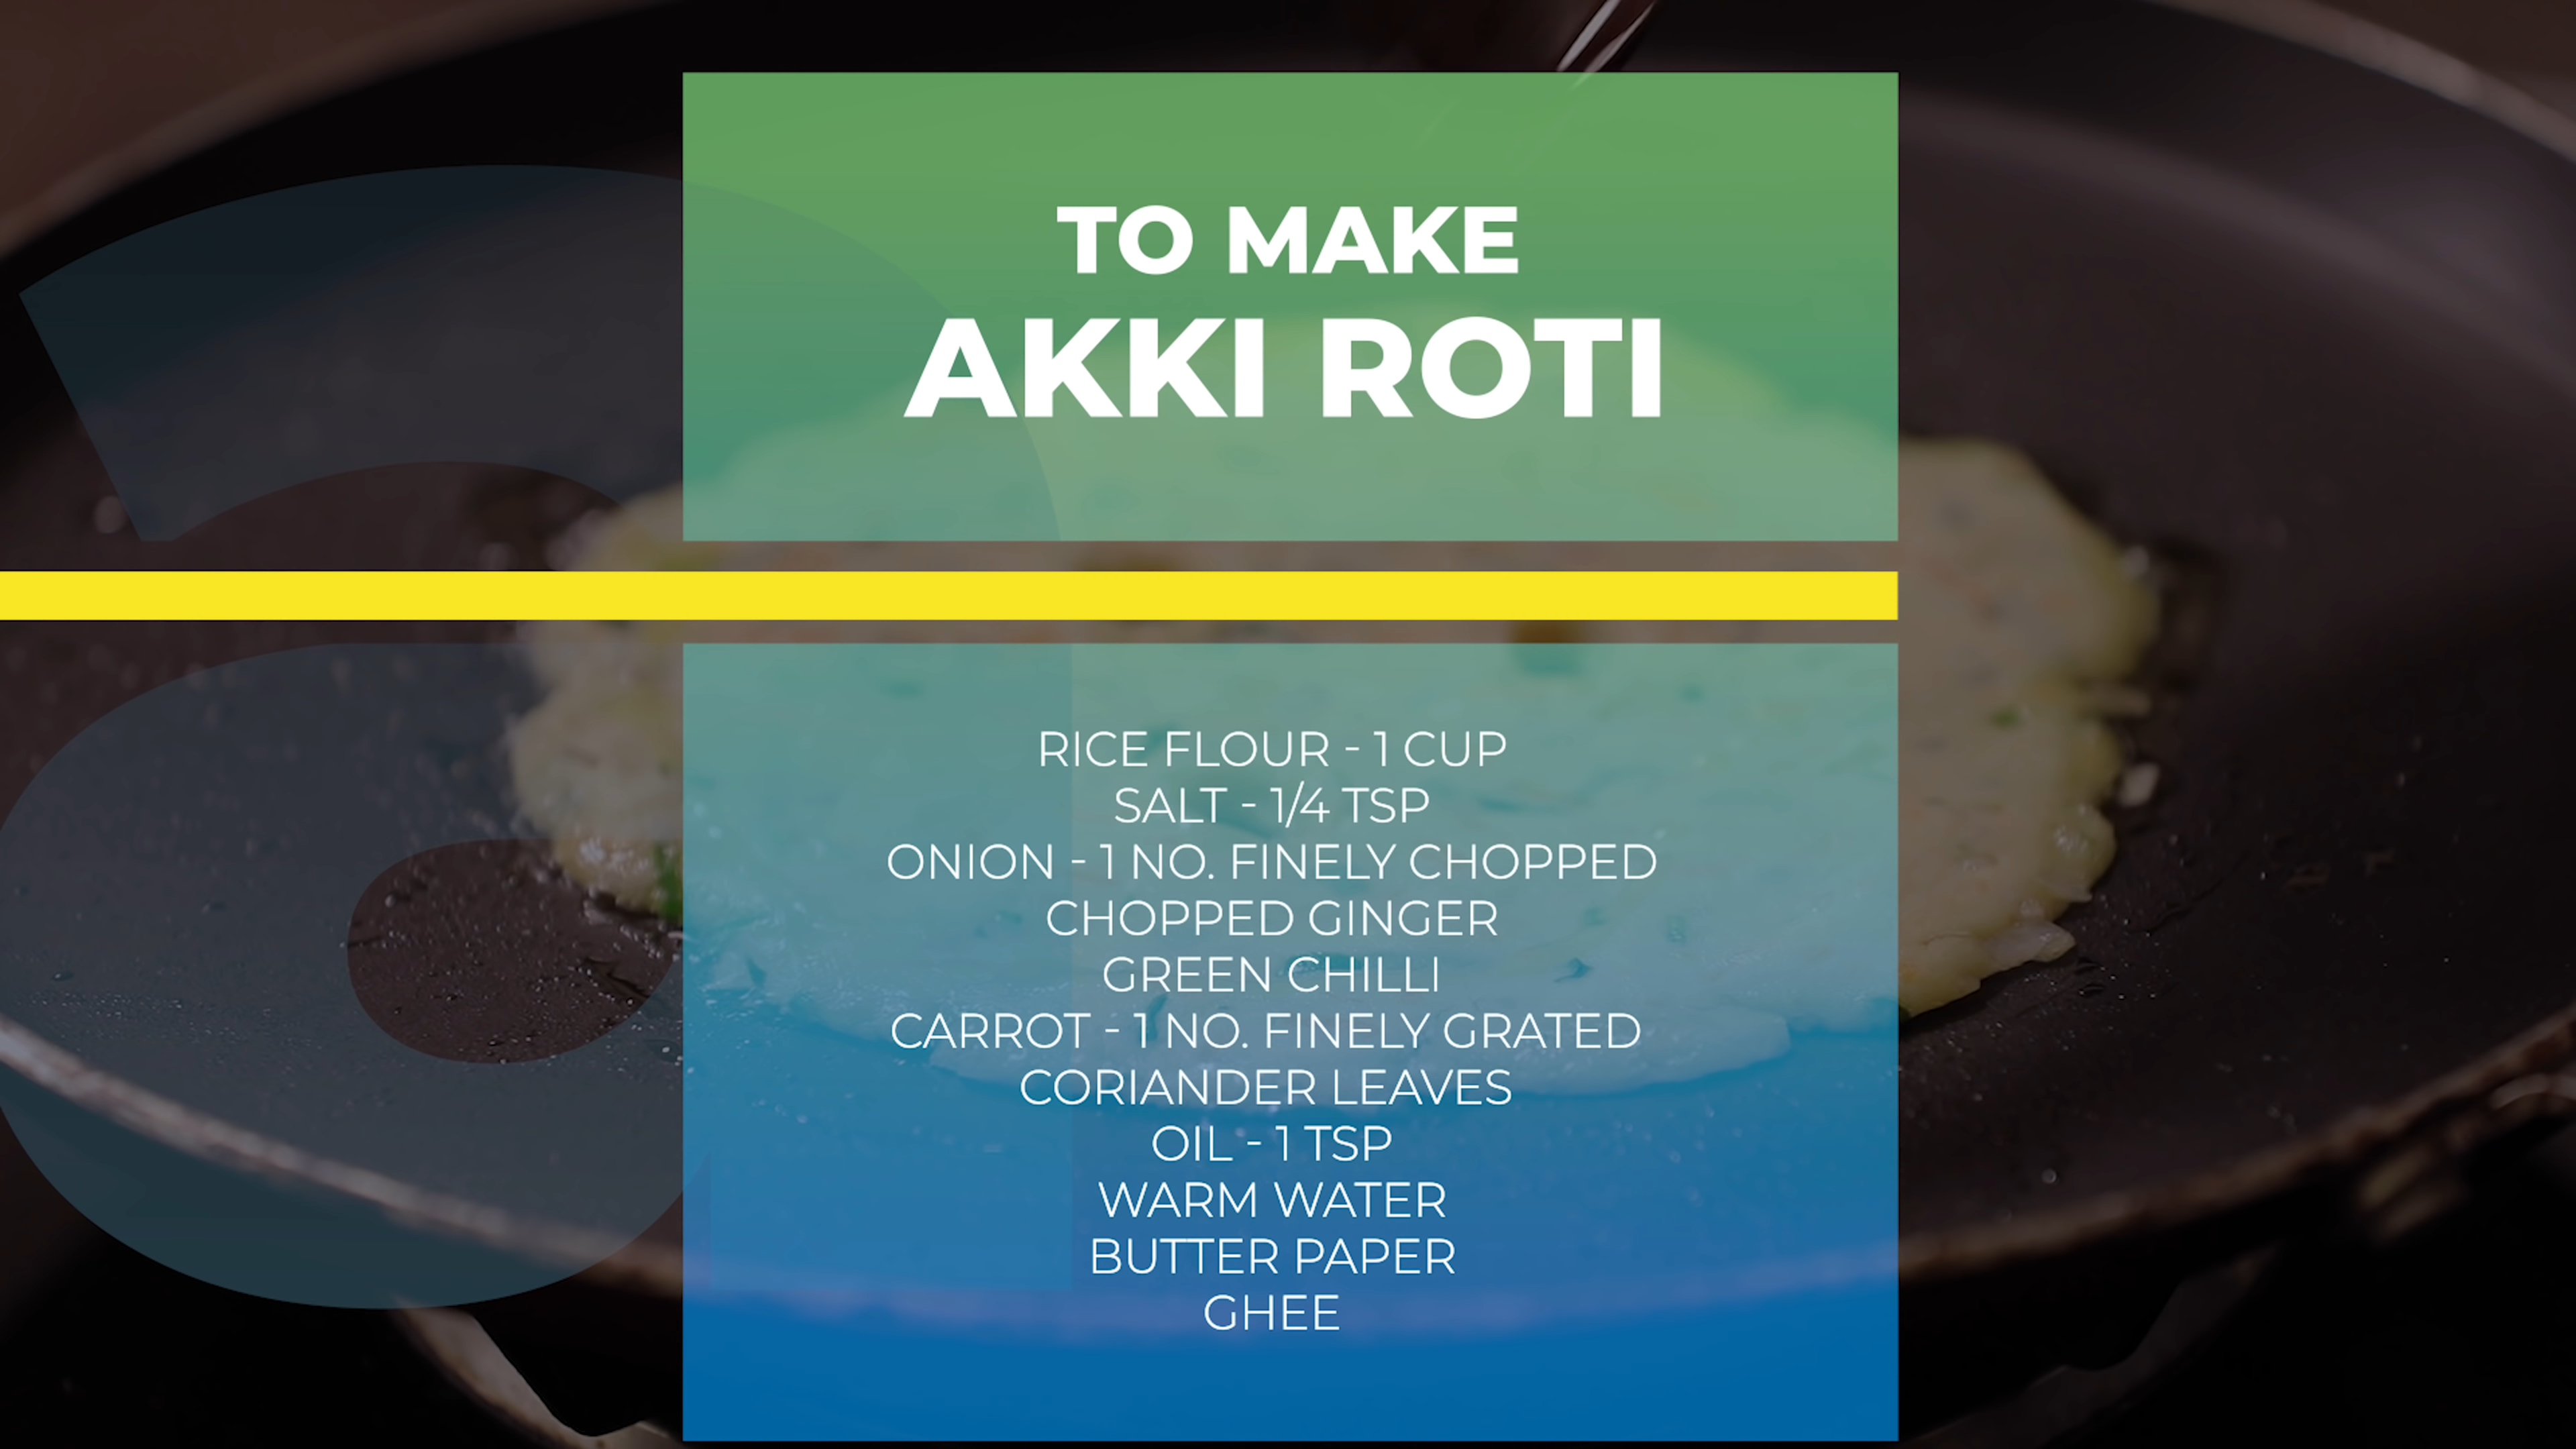 TO MAKE
AKKI ROTI
RICE FLOUR - 1 CUP
SALT - 1/4 TSP
ONION - 1 NO. FINELY CHOPPED
CHOPPED GINGER
GREEN CHILLI
CARROT - 1 NO. FINELY GRATED
CORIANDER LEAVES
OIL - 1 TSP
WARM WATER
BUTTER PAPER
GHEE